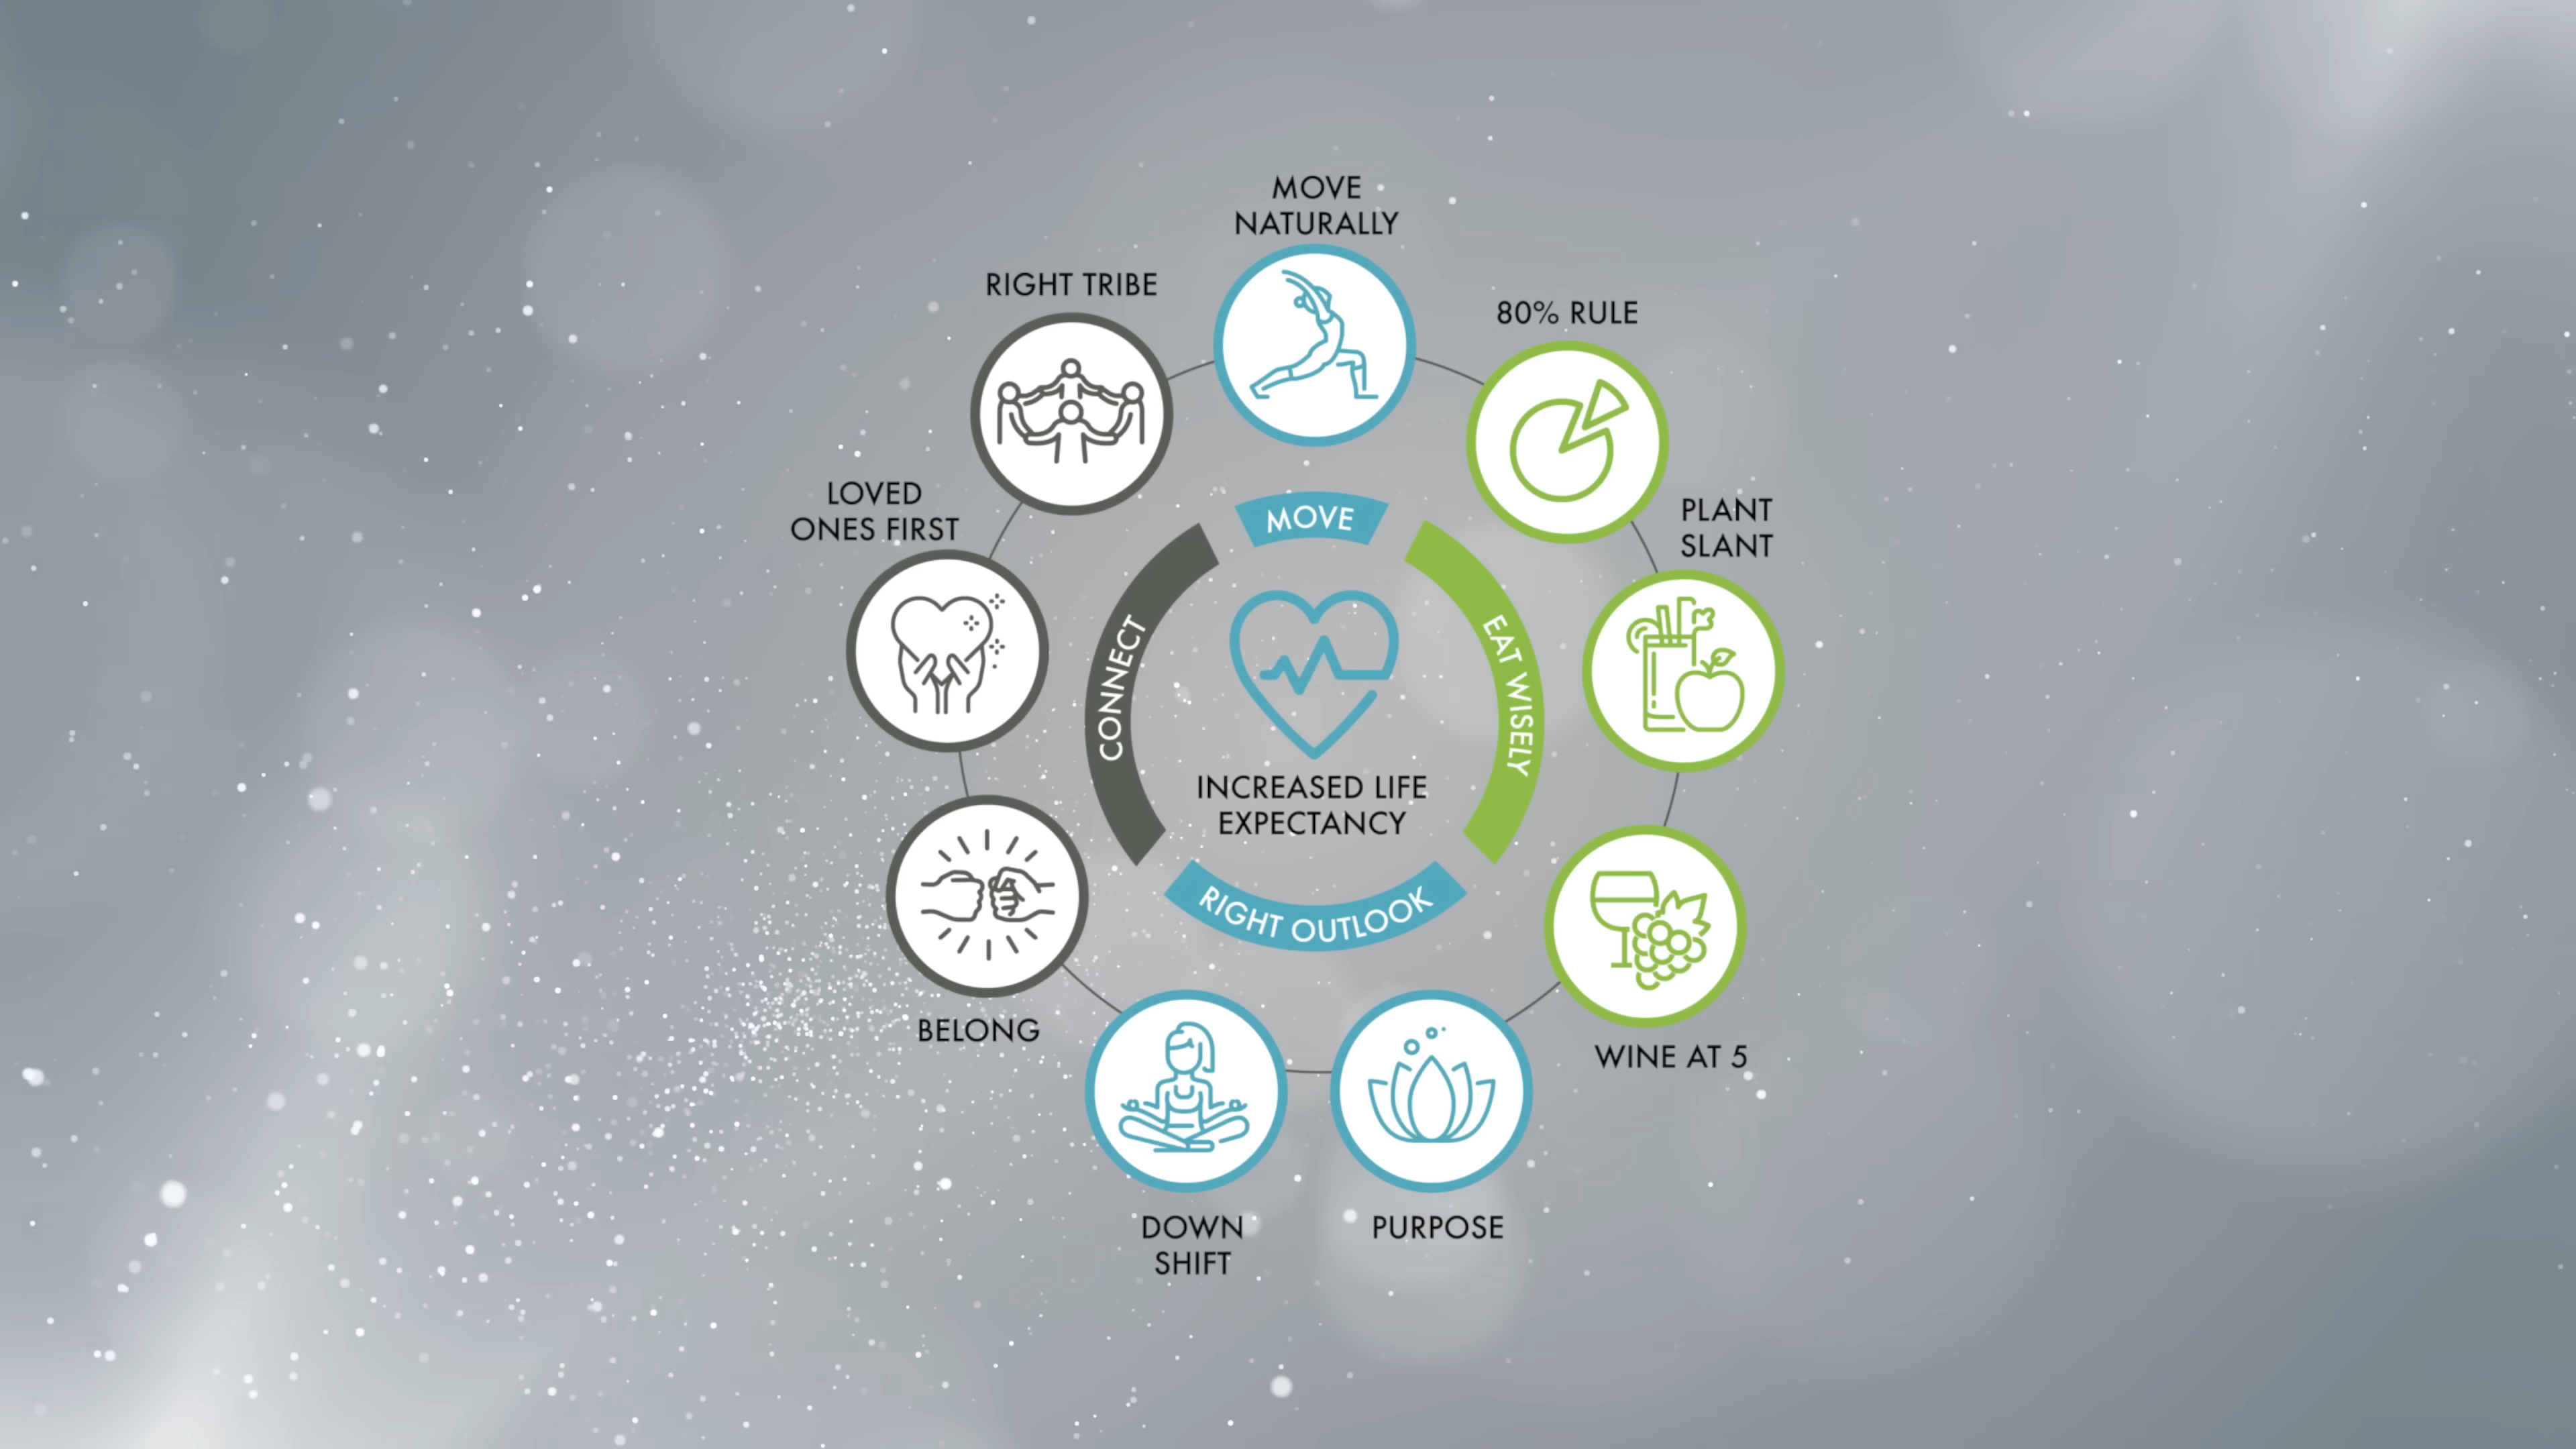 MOVE
NATURALLY
RIGHT TRIBE
80% RULE
LOVED
ONES FIRST
PLANT
SLANT
MOVE
CONNECT
EAT WISELY
INCREASED LIFE
EXPECTANCY
RIGHT OUTLOOK
BELONG
WINE AT 5
DOWN
SHIFT
PURPOSE